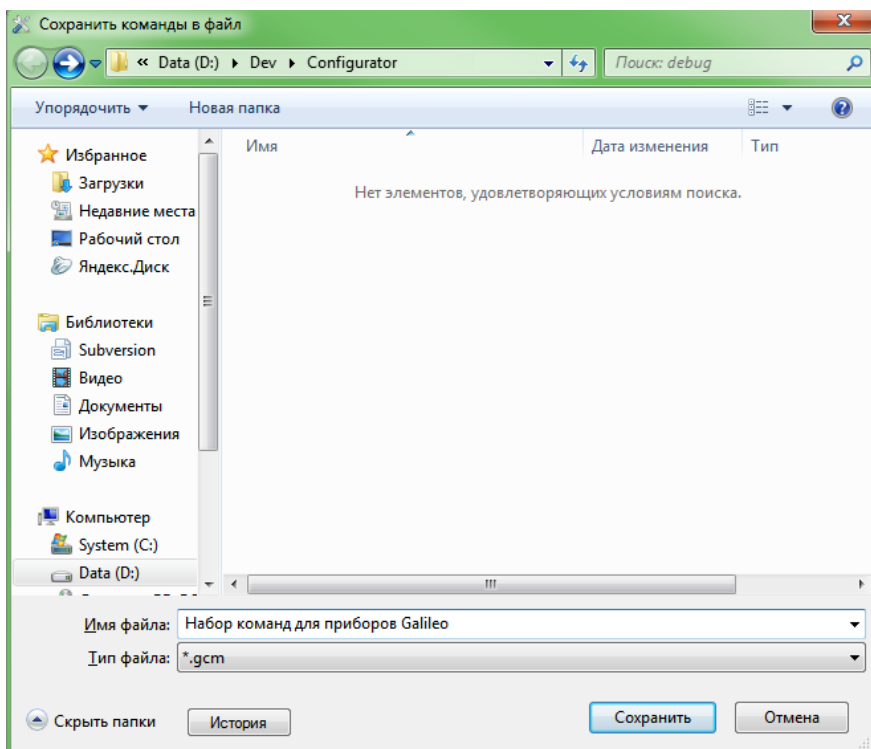 Сохранить команды в файл
« Data (D:) Dev Configurator Поиск: debug
Упорядочить Новая папка
Имя Дата изменения Тип
Нет элементов, удовлетворяющих условиям поиска.
Избранное
Загрузки
Недавние места
Рабочий стол
Яндекс.Диск
Библиотеки
Subversion
Видео
Документы
Изображения
Музыка
Компьютер
System (C:)
Data (D:)
Имя файла: Набор команд для приборов Galileo
Тип файла: *.gcm
Скрыть папки История Сохранить Отмена